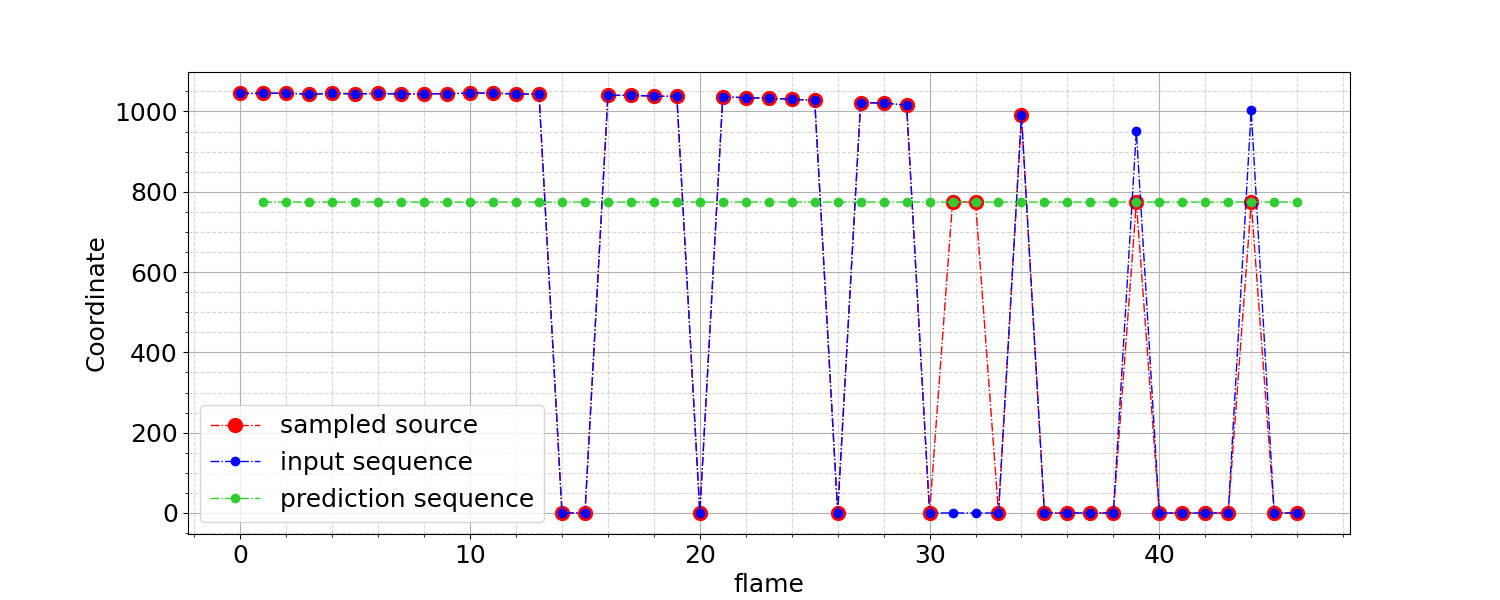 1000
800
600
400
200
0
Coordinate
sampled source
input sequence
prediction sequence
0 10 20 30 40
flame